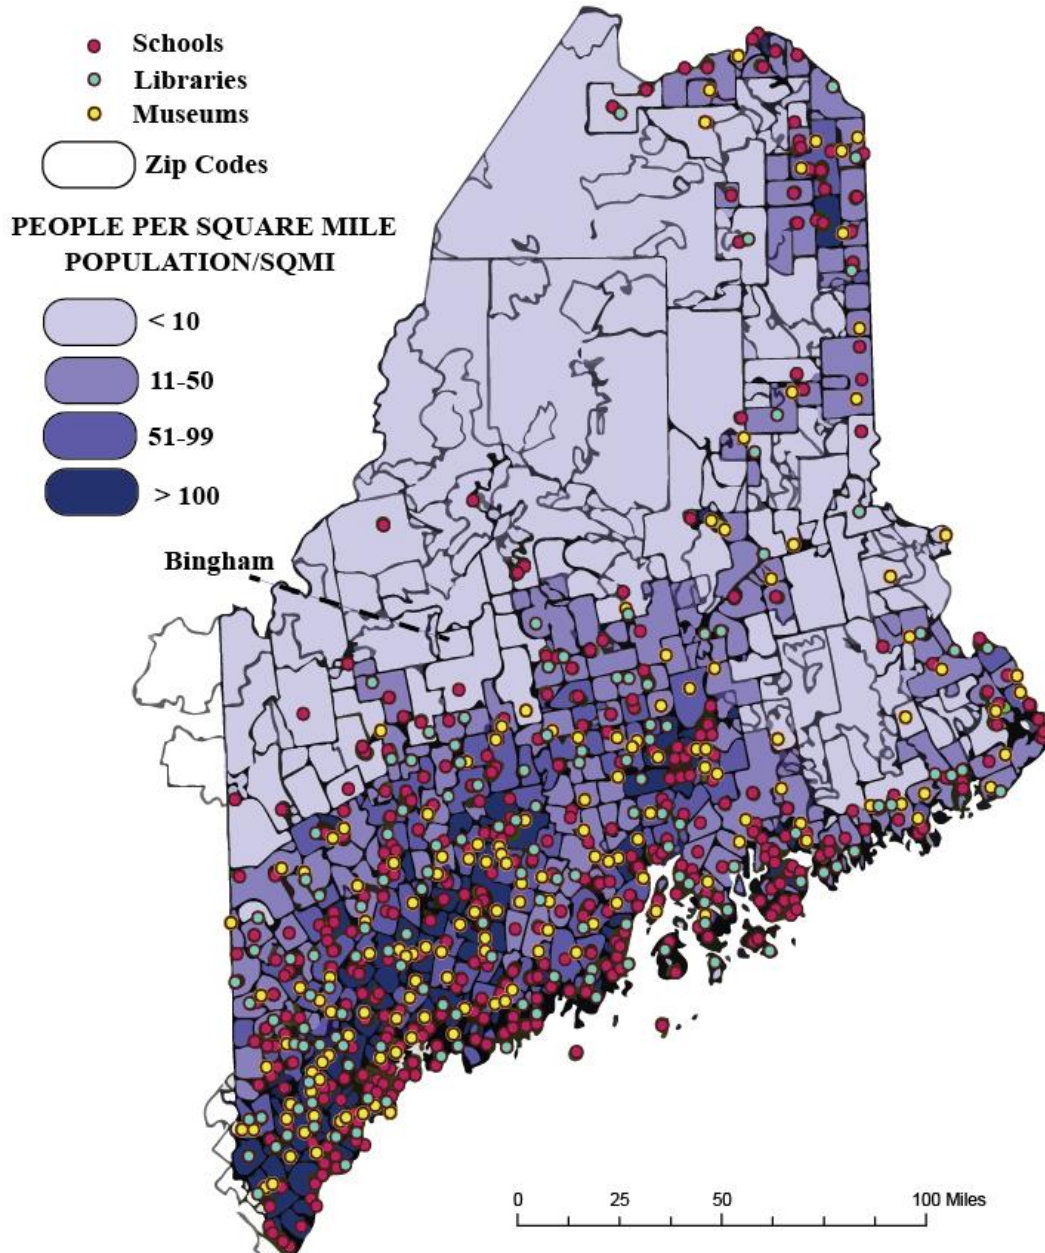 Schools
Libraries
Museums
Zip Codes
PEOPLE PER SQUARE MILE
POPULATION/SQMI
< 10
11-50
51-99
> 100
Bingham
0 25 50 100 Miles